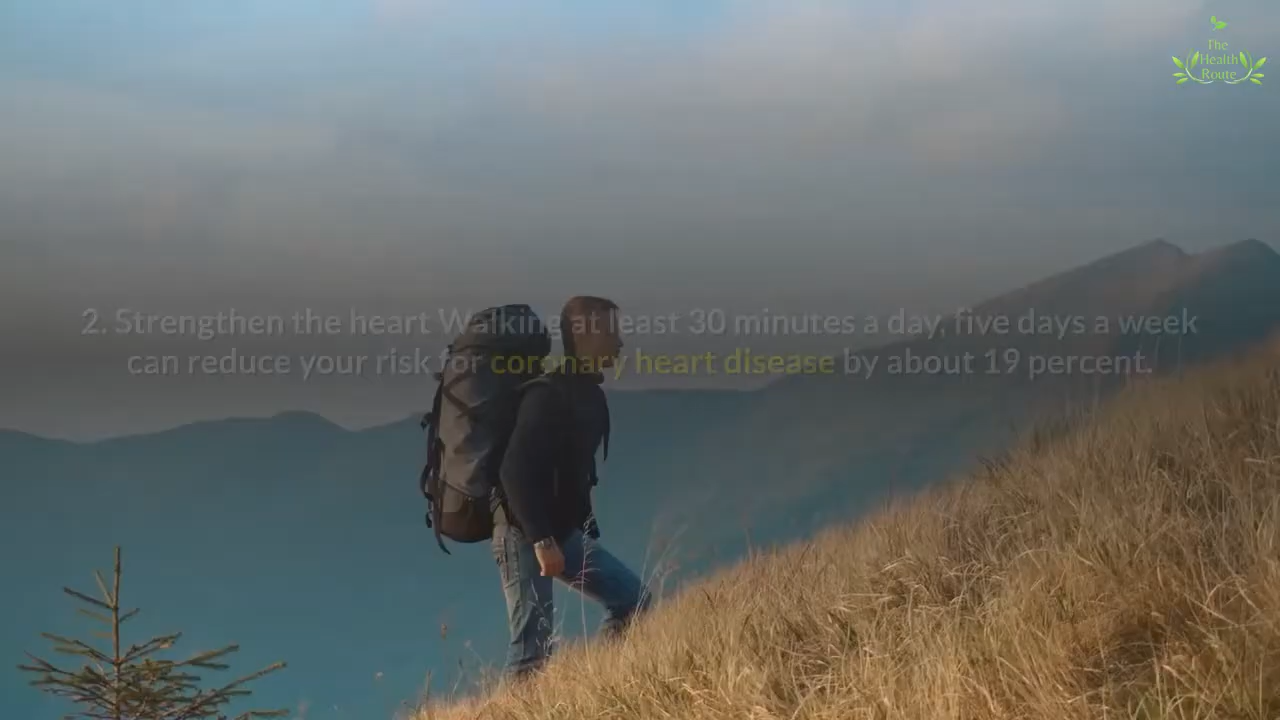 The
Health
Route
2. Strengthen the heart Walking at least 30 minutes a day, five days a week
can reduce your risk for coronary heart disease by about 19 percent.